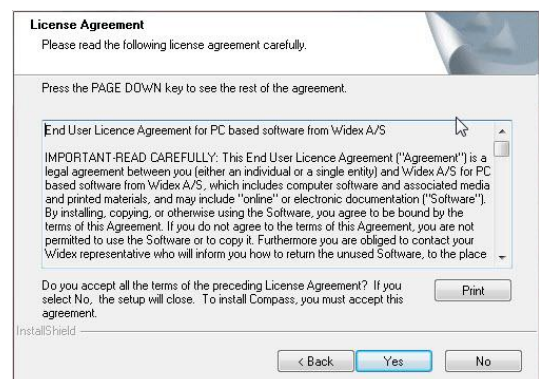 License Agreement
Please read the following license agreement carefully.
Press the PAGE DOWN key to see the rest of the agreement.
End User Licence Agreement for PC based software from Widex A/S
IMPORTANT-READ CAREFULLY: This End User Licence Agreement ("Agreement") is a
legal agreement between you (either an individual or a single entity) and Widex A/S for PC
based software from Widex A/S, which includes computer software and associated media
and printed materials, and may include "online" or electronic documentation ("Software").
By installing, copying, or otherwise using the Software, you agree to be bound by the
terms of this Agreement. If you do not agree to the terms of this Agreement, you are not
permitted to use the Software or to copy it. Furthermore you are obliged to contact your
Widex representative who will inform you how to return the unused Software, to the place
Do you accept all the terms of the preceding License Agreement? If you
select No, the setup will close. To install Compass, you must accept this
agreement.
Print
InstallShield
< Back
Yes
No